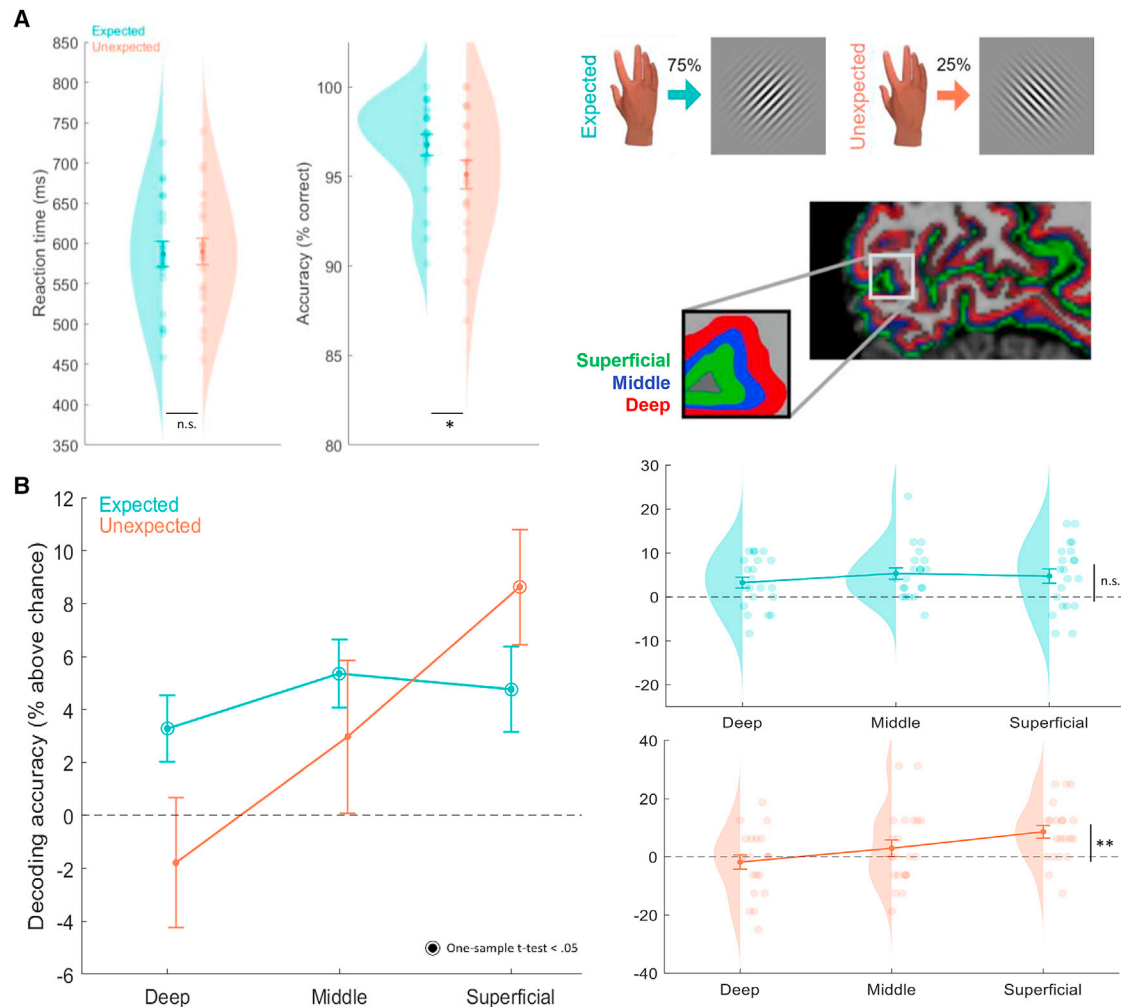 A
Expected
Unexpected
Reaction time (ms)
850
800
750
700
650
600
550
500
450
400
350
n.s.
Accuracy (% correct)
100
95
90
85
80
*
Expected
75%
Unexpected
25%
Superficial
Middle
Deep
B
Expected
Unexpected
Decoding accuracy (% above chance)
12
10
8
6
4
2
0
-2
-4
-6
One-sample t-test < .05
Deep Middle Superficial
30
20
10
0
-10
-20
n.s.
Deep Middle Superficial
40
20
0
-20
-40
**
Deep Middle Superficial